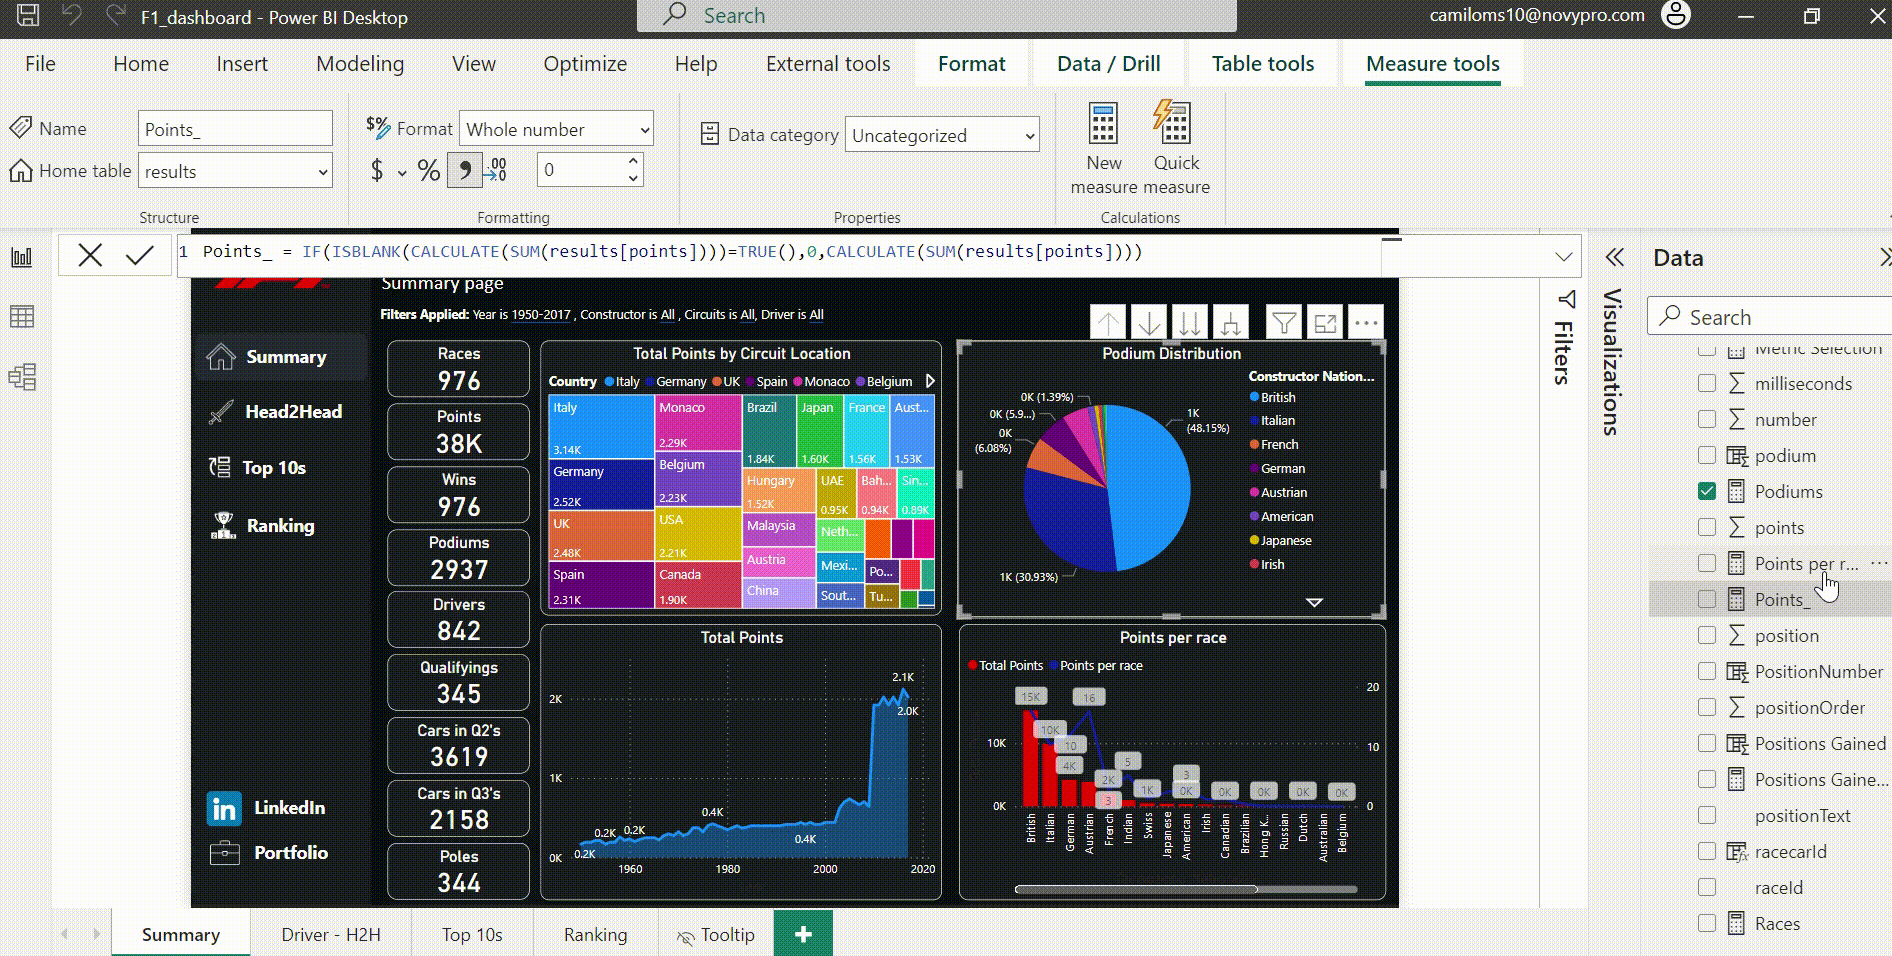 F1_dashboard - Power BI Desktop
Search
camiloms10@novypro.com
File Home Insert Modeling View Optimize Help External tools Format Data / Drill Table tools Measure tools
Name Points_
Home table results
Structure
$% Format Whole number
$ % 9 .00 →.0 0
Formatting
Data category Uncategorized
Properties
New measure
Quick measure
Calculations
1 Points_ = IF(ISBLANK(CALCULATE(SUM(results[points])))=TRUE(),0,CALCULATE(SUM(results[points])))
Summary page
Filters Applied: Year is 1950-2017 , Constructor is All , Circuits is All, Driver is All
Summary
Head2Head
Top 10s
Ranking
in LinkedIn
Portfolio
Races
976
Points
38K
Wins
976
Podiums
2937
Drivers
842
Qualifyings
345
Cars in Q2's
3619
Cars in Q3's
2158
Poles
344
Total Points by Circuit Location
Country Italy Germany UK Spain Monaco Belgium
Italy
3.14K
Germany
2.52K
UK
2.48K
Spain
2.31K
Monaco
2.29K
Belgium
2.23K
USA
2.21K
Canada
1.90K
Brazil
1.84K
Japan
1.60K
France
1.56K
Aust...
1.53K
Hungary
1.52K
UAE
0.95K
Bah...
0.94K
Sin...
0.89K
Malaysia
Austria
China
Neth...
Mexi...
Sout...
Po...
Tu...
Podium Distribution
0K (1.39%)
0K (5.9...)
0K
(6.08%)
1K
(48.15%)
1K (30.93%)
Constructor Nation...
British
Italian
French
German
Austrian
American
Japanese
Irish
Total Points
2K
1K
0K
0.2K
0.2K
0.2K
0.4K
0.4K
2.1K
2.0K
1960 1980 2000 2020
Points per race
Total Points Points per race
10K
0K
20
10
0
15K
10K
10
4K
16
2K
3
5
1K
3
0K
0K
0K
0K
0K
British
Italian
German
Austrian
French
Indian
Swiss
Japanese
American
Irish
Canadian
Brazilian
Hong K...
Russian
Dutch
Australian
Belgium
Filters
Visualizations
Data
Search
Metric Selection
milliseconds
number
podium
Podiums
points
Points per r... ...
Points_
position
PositionNumber
positionOrder
Positions Gained
Positions Gaine...
positionText
racecarId
raceId
Races
Summary Driver - H2H Top 10s Ranking Tooltip +